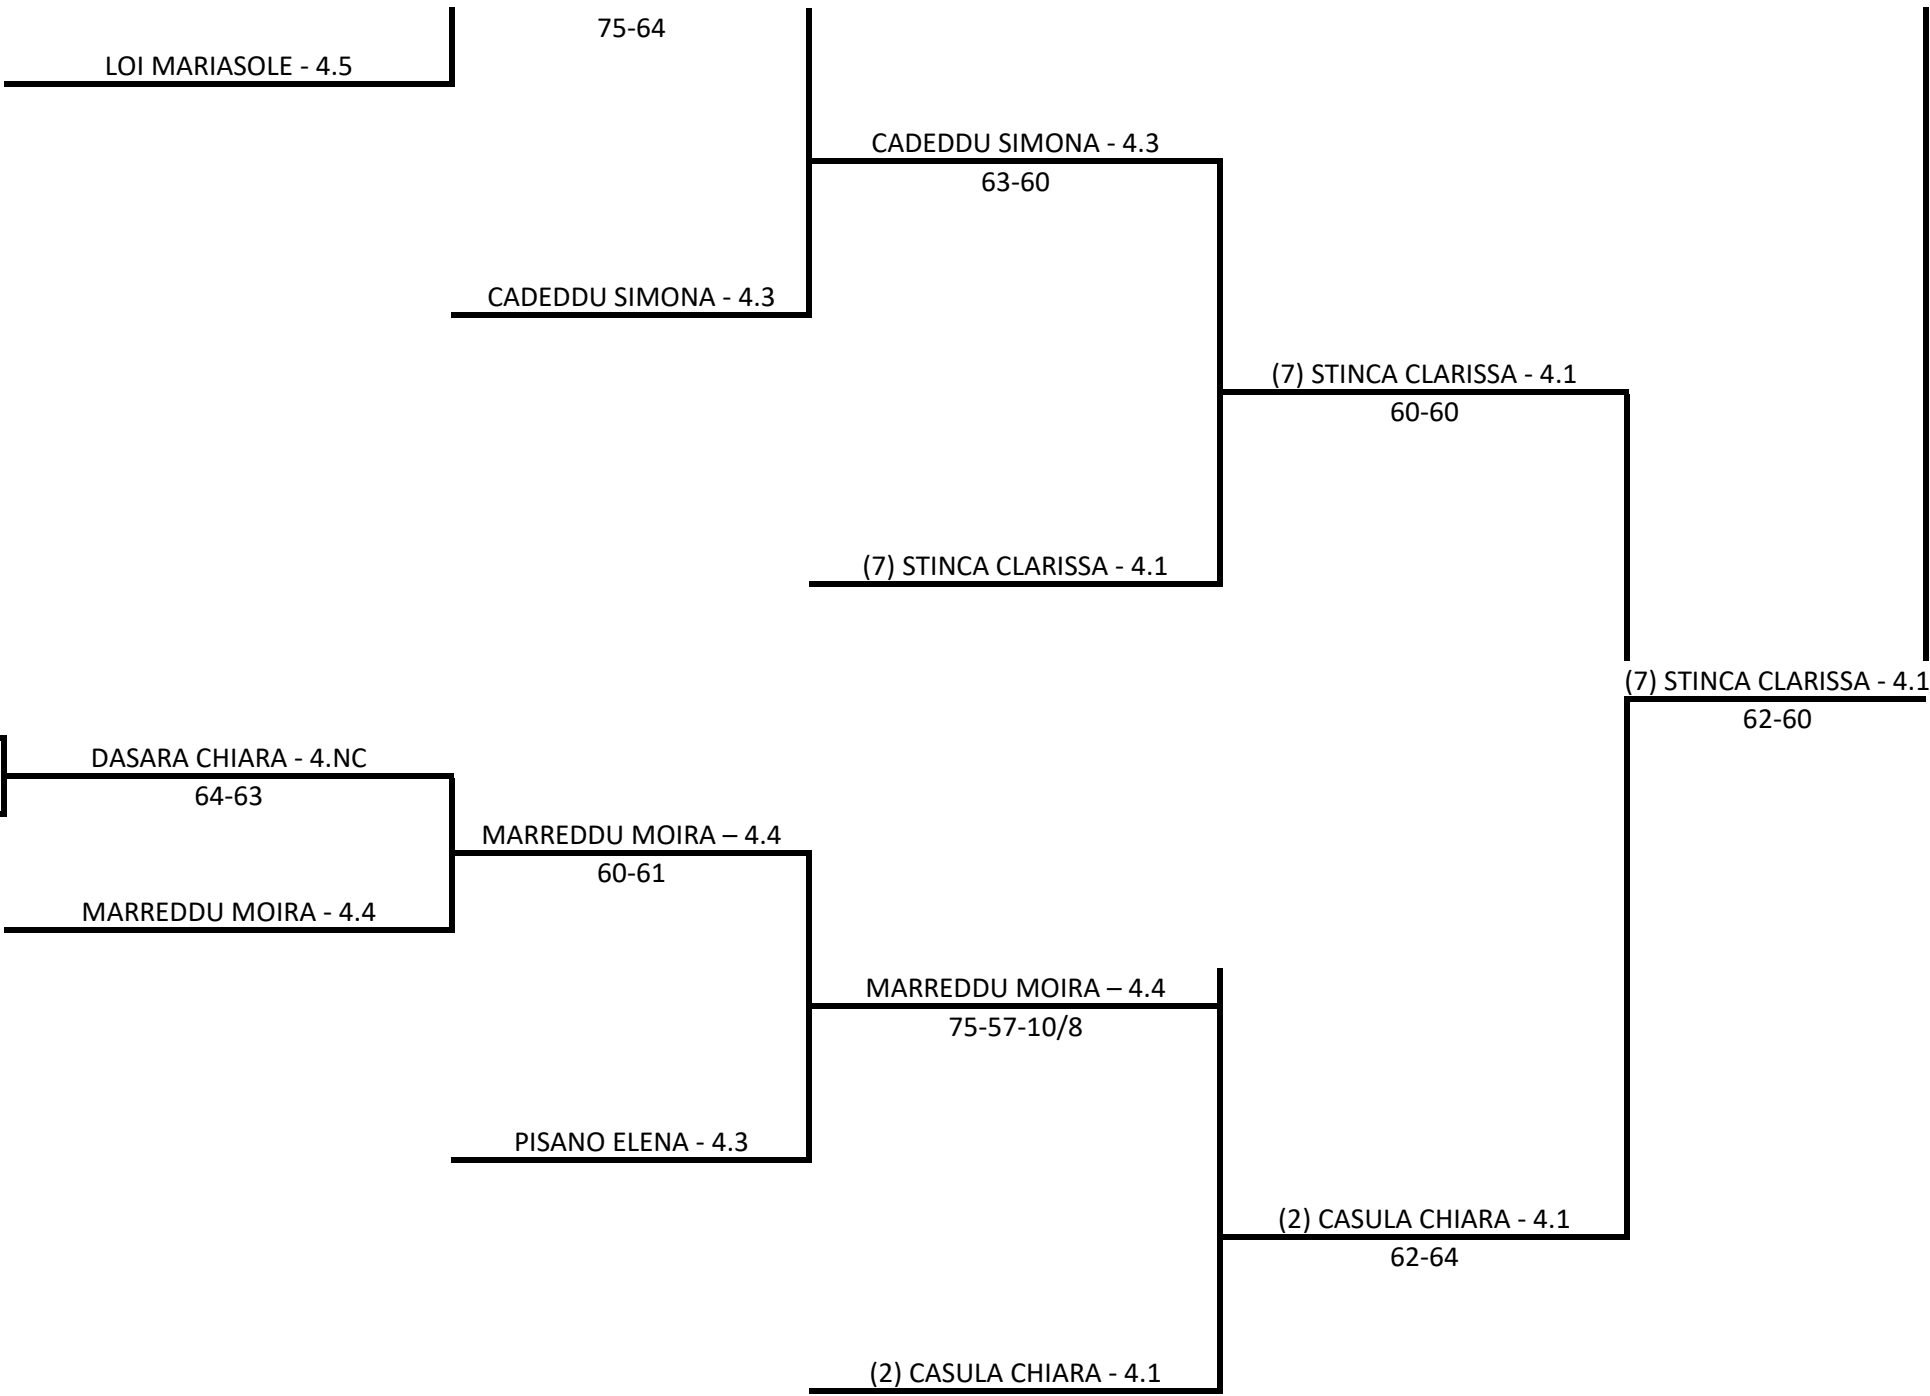 75-64
LOI MARIASOLE - 4.5
CADEDDU SIMONA - 4.3
63-60
CADEDDU SIMONA - 4.3
(7) STINCA CLARISSA - 4.1
60-60
(7) STINCA CLARISSA - 4.1
(7) STINCA CLARISSA - 4.1
62-60
DASARA CHIARA - 4.NC
64-63
MARREDDU MOIRA – 4.4
60-61
MARREDDU MOIRA - 4.4
MARREDDU MOIRA – 4.4
75-57-10/8
PISANO ELENA - 4.3
(2) CASULA CHIARA - 4.1
62-64
(2) CASULA CHIARA - 4.1